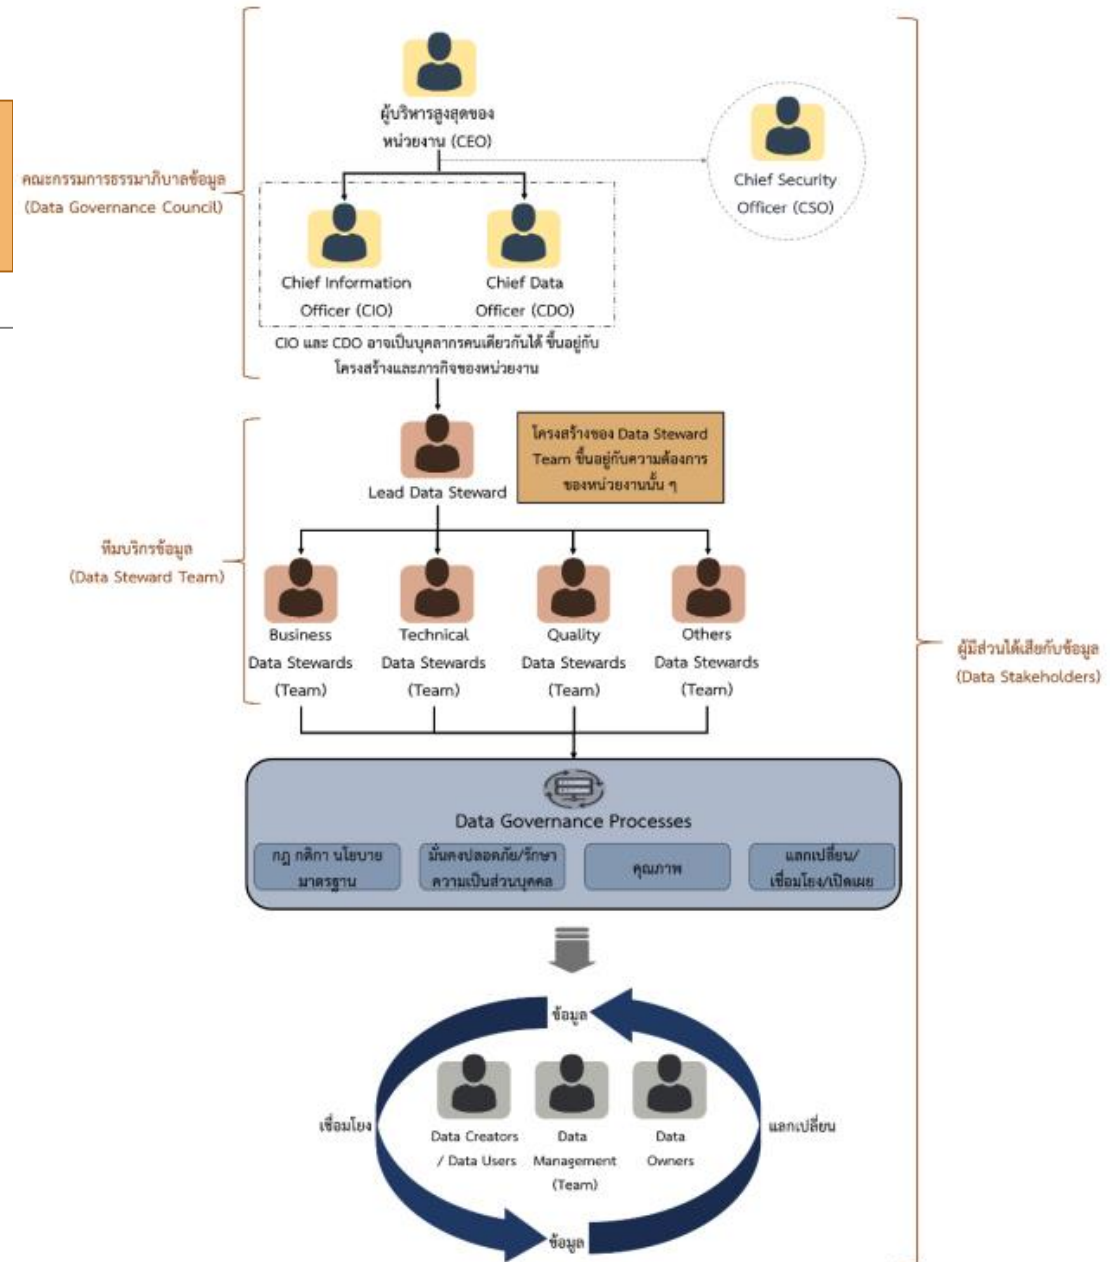 ผู้บริหารสูงสุดของ
หน่วยงาน (CEO)
Chief Security
Officer (CSO)
คณะกรรมการธรรมาภิบาลข้อมูล
(Data Governance Council)
Chief Information
Officer (CIO)
Chief Data
Officer (CDO)
CIO และ CDO อาจเป็นบุคลากรคนเดียวกันได้ ขึ้นอยู่กับ
โครงสร้างและภารกิจของหน่วยงาน
Lead Data Steward
โครงสร้างของ Data Steward
Team ขึ้นอยู่กับความต้องการ
ของหน่วยงานนั้น ๆ
ทีมบริกรข้อมูล
(Data Steward Team)
Business
Data Stewards
(Team)
Technical
Data Stewards
(Team)
Quality
Data Stewards
(Team)
Others
Data Stewards
(Team)
ผู้มีส่วนได้เสียกับข้อมูล
(Data Stakeholders)
Data Governance Processes
กฎ กติกา นโยบาย
มาตรฐาน
มั่นคงปลอดภัย/รักษา
ความเป็นส่วนบุคคล
คุณภาพ
แลกเปลี่ยน/
เชื่อมโยง/เปิดเผย
ข้อมูล
เชื่อมโยง
Data Creators
/ Data Users
Data
Management
(Team)
Data
Owners
แลกเปลี่ยน
ข้อมูล